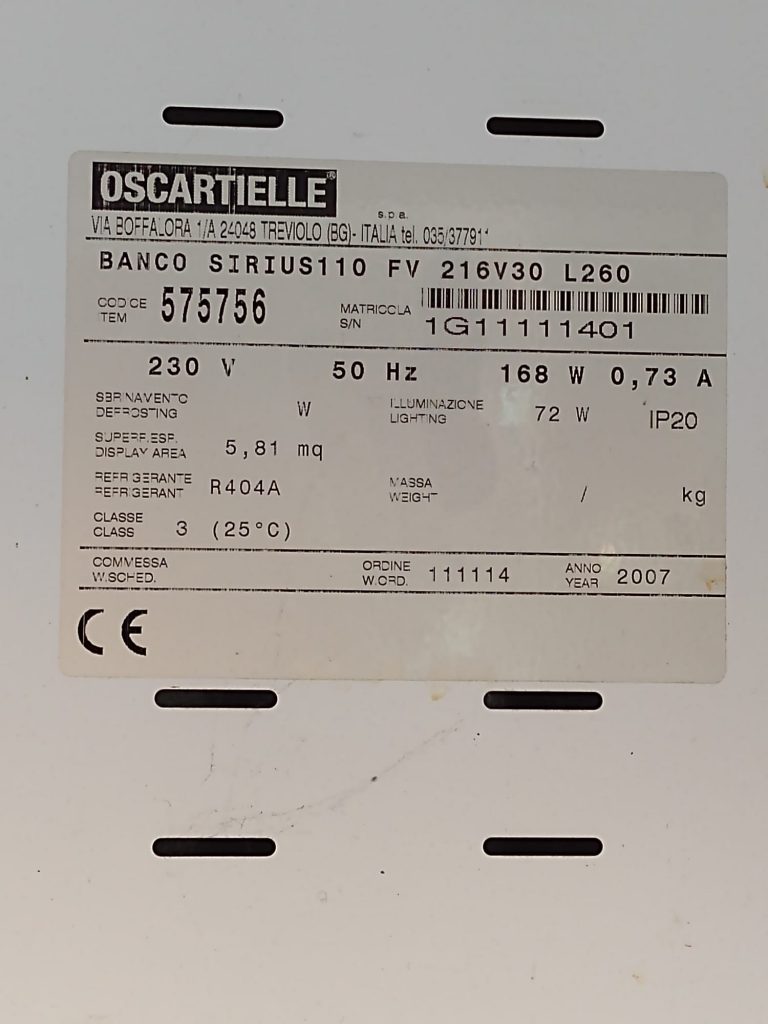 OSCARTIELLE® s.p.a.
VIA BOFFALORA 1/A 24048 TREVIOLO (BG)- ITALIA tel. 035/37791
BANCO SIRIUS110 FV 216V30 L260
CODICE 575756 MATRICOLA
ITEM S/N 1G11111401
230 V 50 Hz 168 W 0,73 A
SBRINAMENTO W ILLUMINAZIONE 72 W IP20
DEFROSTING LIGHTING
SUPERF.ESP. 5,81 mq
DISPLAY AREA
REFRIGERANTE R404A MASSA / kg
REFRIGERANT WEIGHT
CLASSE 3 (25°C)
CLASS
COMMESSA ORDINE 111114 ANNO 2007
W.SCHED. W.ORD. YEAR
CE